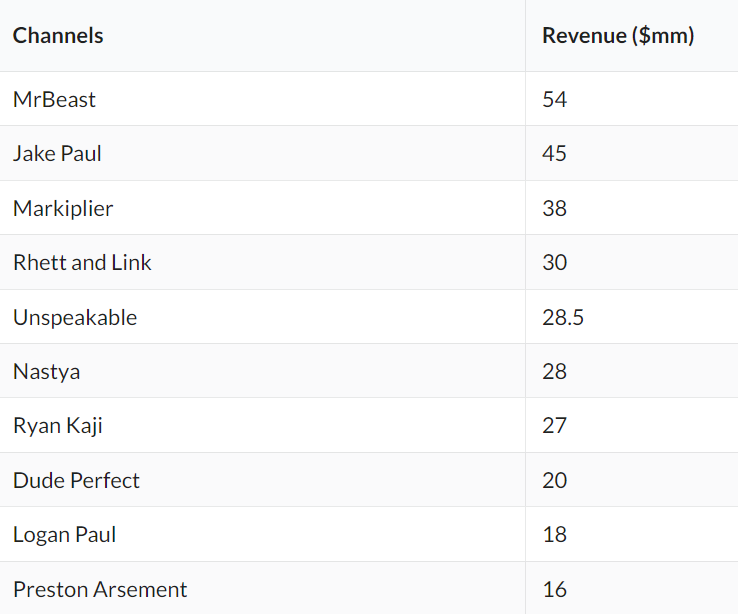 Channels Revenue ($mm)
MrBeast 54
Jake Paul 45
Markiplier 38
Rhett and Link 30
Unspeakable 28.5
Nastya 28
Ryan Kaji 27
Dude Perfect 20
Logan Paul 18
Preston Arsement 16